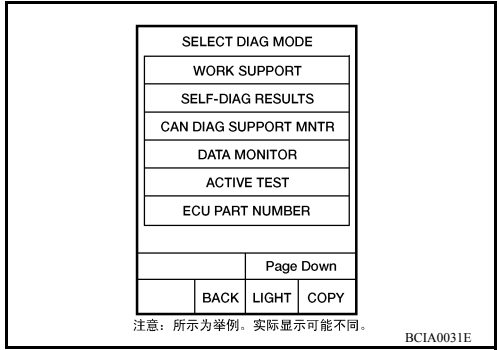 SELECT DIAG MODE
WORK SUPPORT
SELF-DIAG RESULTS
CAN DIAG SUPPORT MNTR
DATA MONITOR
ACTIVE TEST
ECU PART NUMBER
Page Down
BACK LIGHT COPY
注意：所示为举例。实际显示可能不同。
BCIA0031E